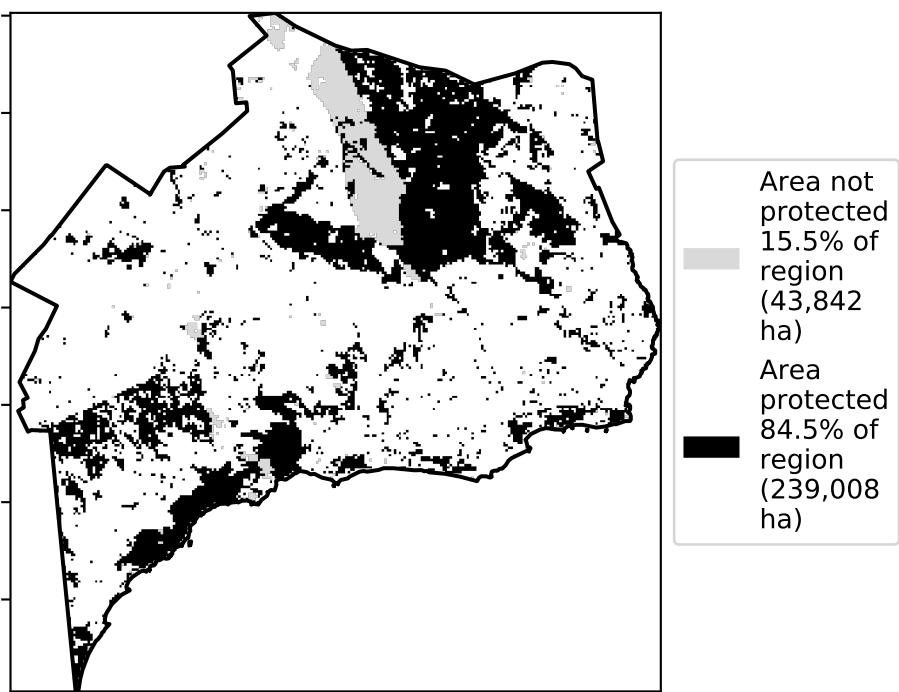 Area not
protected
15.5% of
region
(43,842
ha)
Area
protected
84.5% of
region
(239,008
ha)